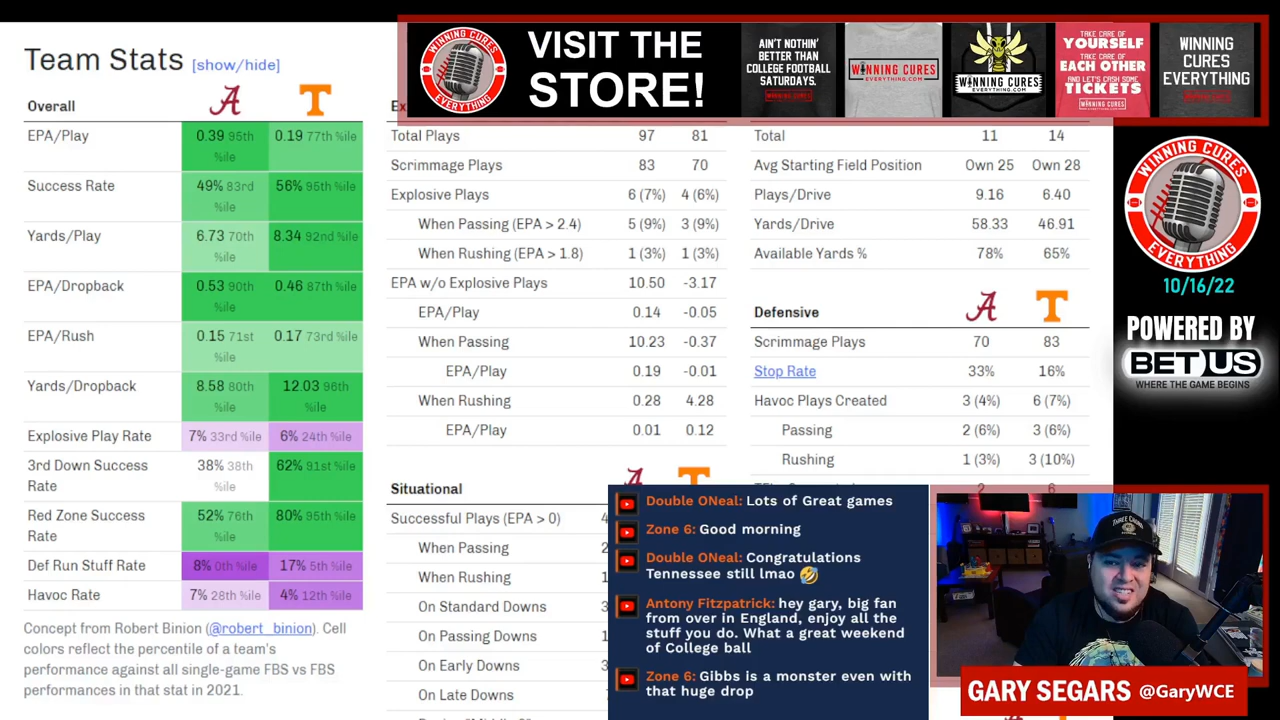 Team Stats [show/hide]
Overall
EPA/Play 0.39 95th %ile 0.19 77th %ile
Success Rate 49% 83rd %ile 56% 95th %ile
Yards/Play 6.73 70th %ile 8.34 92nd %ile
EPA/Dropback 0.53 90th %ile 0.46 87th %ile
EPA/Rush 0.15 71st %ile 0.17 73rd %ile
Yards/Dropback 8.58 80th %ile 12.03 96th %ile
Explosive Play Rate 7% 33rd %ile 6% 24th %ile
3rd Down Success Rate 38% 38th %ile 62% 91st %ile
Red Zone Success Rate 52% 76th %ile 80% 95th %ile
Def Run Stuff Rate 8% 0th %ile 17% 5th %ile
Havoc Rate 7% 28th %ile 4% 12th %ile
Concept from Robert Binion (@robert_binion). Cell
colors reflect the percentile of a team's
performance against all single-game FBS vs FBS
performances in that stat in 2021.
Total Plays 97 81
Scrimmage Plays 83 70
Explosive Plays 6 (7%) 4 (6%)
When Passing (EPA > 2.4) 5 (9%) 3 (9%)
When Rushing (EPA > 1.8) 1 (3%) 1 (3%)
EPA w/o Explosive Plays 10.50 -3.17
EPA/Play 0.14 -0.05
When Passing 10.23 -0.37
EPA/Play 0.19 -0.01
When Rushing 0.28 4.28
EPA/Play 0.01 0.12
Situational
Successful Plays (EPA > 0)
When Passing
When Rushing
On Standard Downs
On Passing Downs
On Early Downs
On Late Downs
Total 11 14
Avg Starting Field Position Own 25 Own 28
Plays/Drive 9.16 6.40
Yards/Drive 58.33 46.91
Available Yards % 78% 65%
Defensive
Scrimmage Plays 70 83
Stop Rate 33% 16%
Havoc Plays Created 3 (4%) 6 (7%)
Passing 2 (6%) 3 (6%)
Rushing 1 (3%) 3 (10%)
WINNING CURES
EVERYTHING
VISIT THE
STORE!
AIN'T NOTHIN'
BETTER THAN
COLLEGE FOOTBALL
SATURDAYS.
WINNING CURES
WINNING CURES
EVERYTHING.COM
TAKE CARE OF
YOURSELF
TAKE CARE OF
EACH OTHER
AND LET'S CASH SOME
TICKETS
WINNING CURES
WINNING
CURES
EVERYTHING
WINNING CURES
EVERYTHING
10/16/22
POWERED BY
BETUS
WHERE THE GAME BEGINS
Double ONeal: Lots of Great games
Zone 6: Good morning
Double ONeal: Congratulations
Tennessee still lmao 🤣
Antony Fitzpatrick: hey gary, big fan
from over in England, enjoy all the
stuff you do. What a great weekend
of College ball
Zone 6: Gibbs is a monster even with
that huge drop
GARY SEGARS @GaryWCE